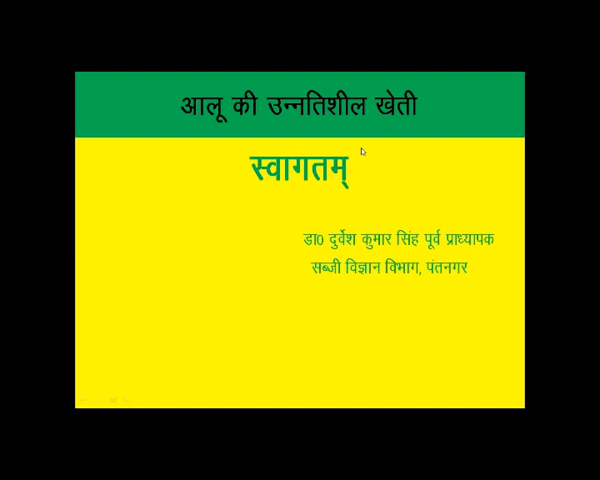 आलू की उन्नतिशील खेती
स्वागतम्
डा0 दुर्वेश कुमार सिंह पूर्व प्राध्यापक
सब्जी विज्ञान विभाग, पंतनगर